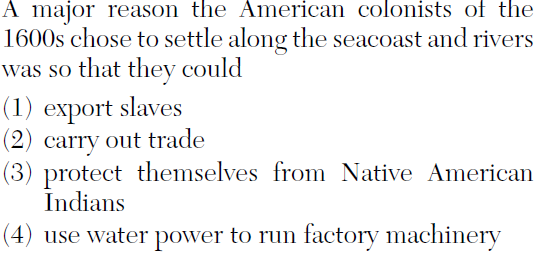 A major reason the American colonists of the
1600s chose to settle along the seacoast and rivers
was so that they could
(1) export slaves
(2) carry out trade
(3) protect themselves from Native American
Indians
(4) use water power to run factory machinery